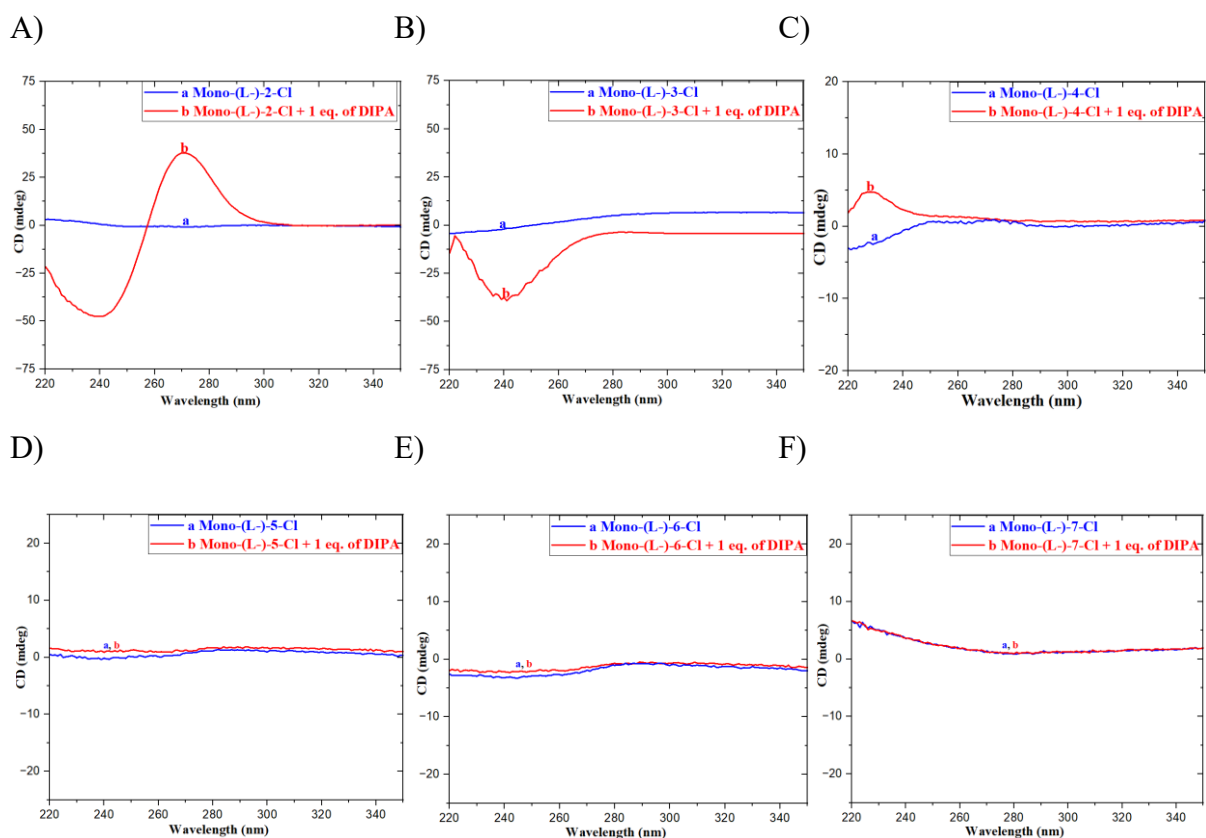 A)
B)
C)
a Mono-(L-)-2-Cl
b Mono-(L-)-2-Cl + 1 eq. of DIPA
CD (mdeg)
75
50
25
0
−25
−50
−75
b
a
220 240 260 280 300 320 340
Wavelength (nm)
a Mono-(L-)-3-Cl
b Mono-(L-)-3-Cl + 1 eq. of DIPA
CD (mdeg)
75
50
25
0
−25
−50
−75
a
b
220 240 260 280 300 320 340
Wavelength (nm)
a Mono-(L-)-4-Cl
b Mono-(L-)-4-Cl + 1 eq. of DIPA
CD (mdeg)
20
10
0
−10
−20
b
a
220 240 260 280 300 320 340
Wavelength (nm)
D)
E)
F)
a Mono-(L-)-5-Cl
b Mono-(L-)-5-Cl + 1 eq. of DIPA
CD (mdeg)
20
10
0
−10
−20
a, b
220 240 260 280 300 320 340
Wavelength (nm)
a Mono-(L-)-6-Cl
b Mono-(L-)-6-Cl + 1 eq. of DIPA
CD (mdeg)
20
10
0
−10
−20
a, b
220 240 260 280 300 320 340
Wavelength (nm)
a Mono-(L-)-7-Cl
b Mono-(L-)-7-Cl + 1 eq. of DIPA
CD (mdeg)
20
10
0
−10
−20
a, b
220 240 260 280 300 320 340
Wavelength (nm)